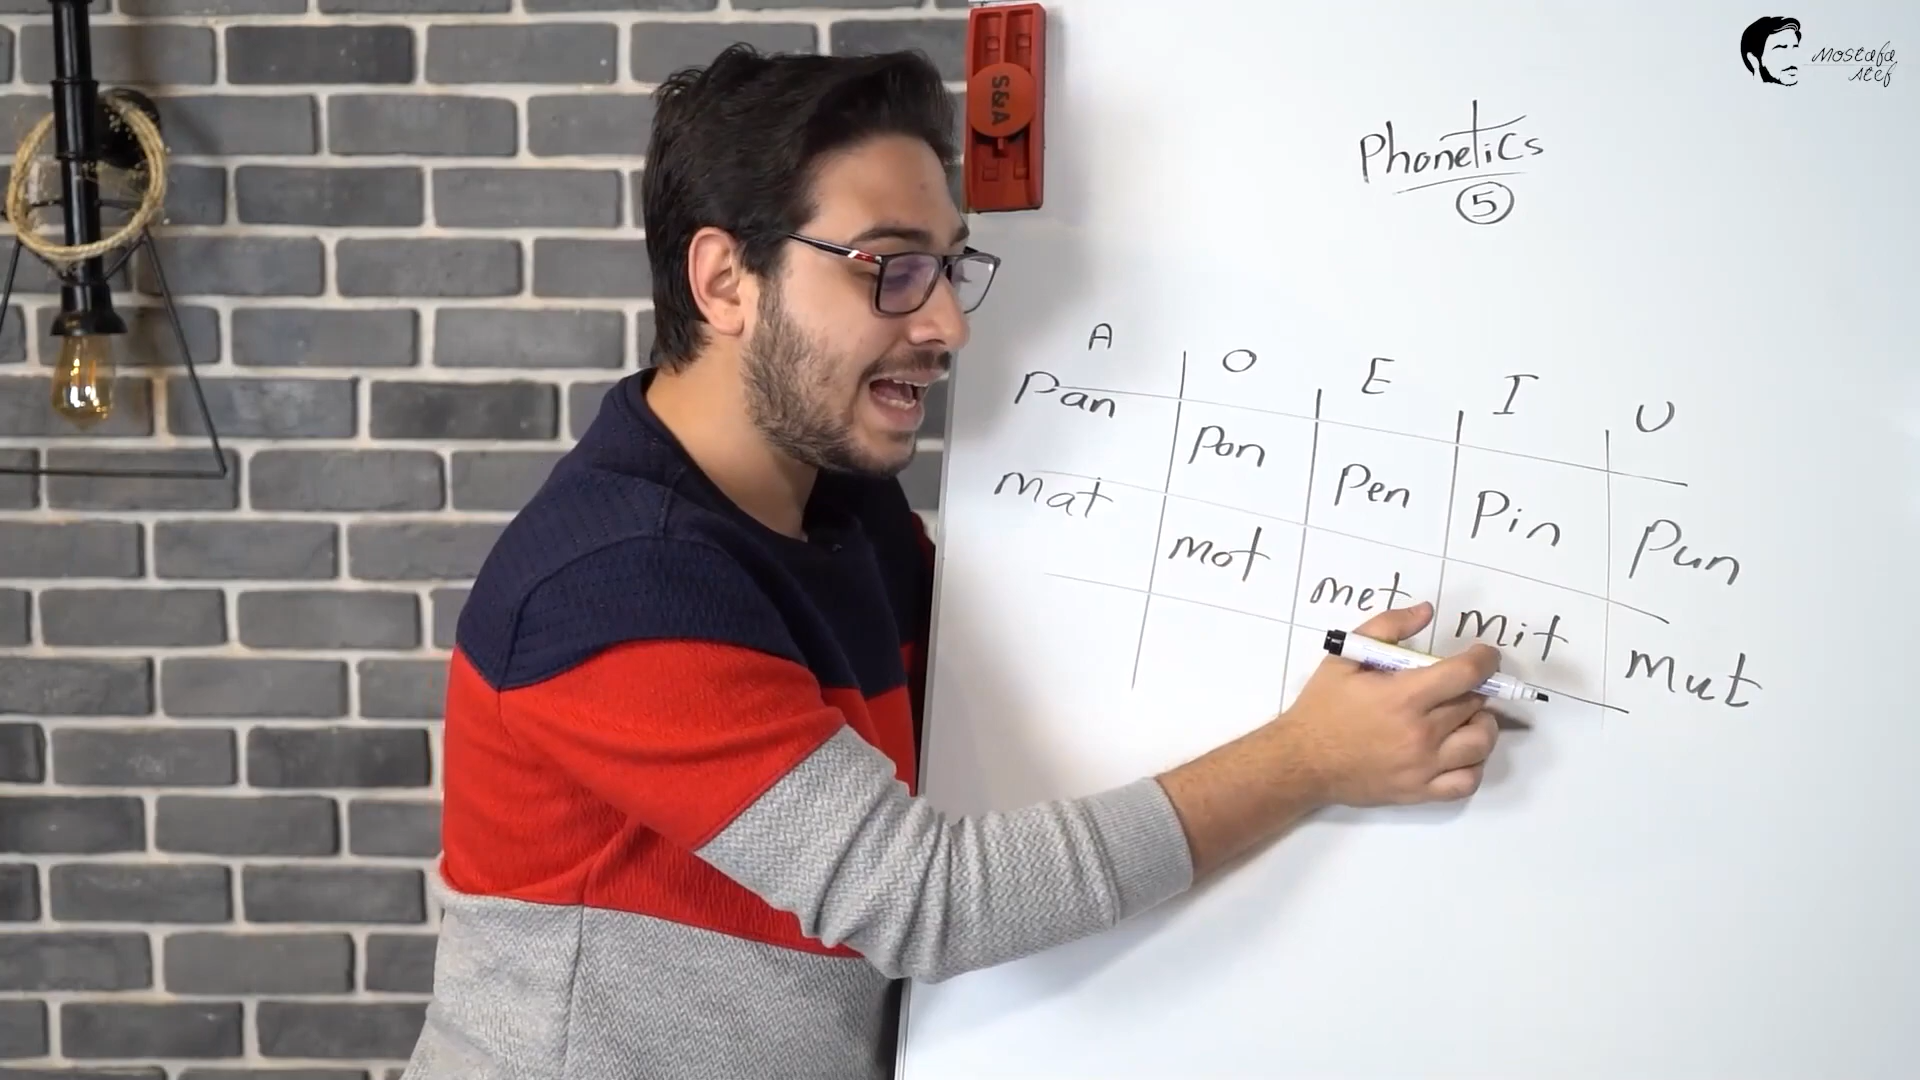 S&A
Mostafa
Atef
Phonetics
5
A O E I U
Pan Pon Pen Pin Pun
mat mot met mit mut